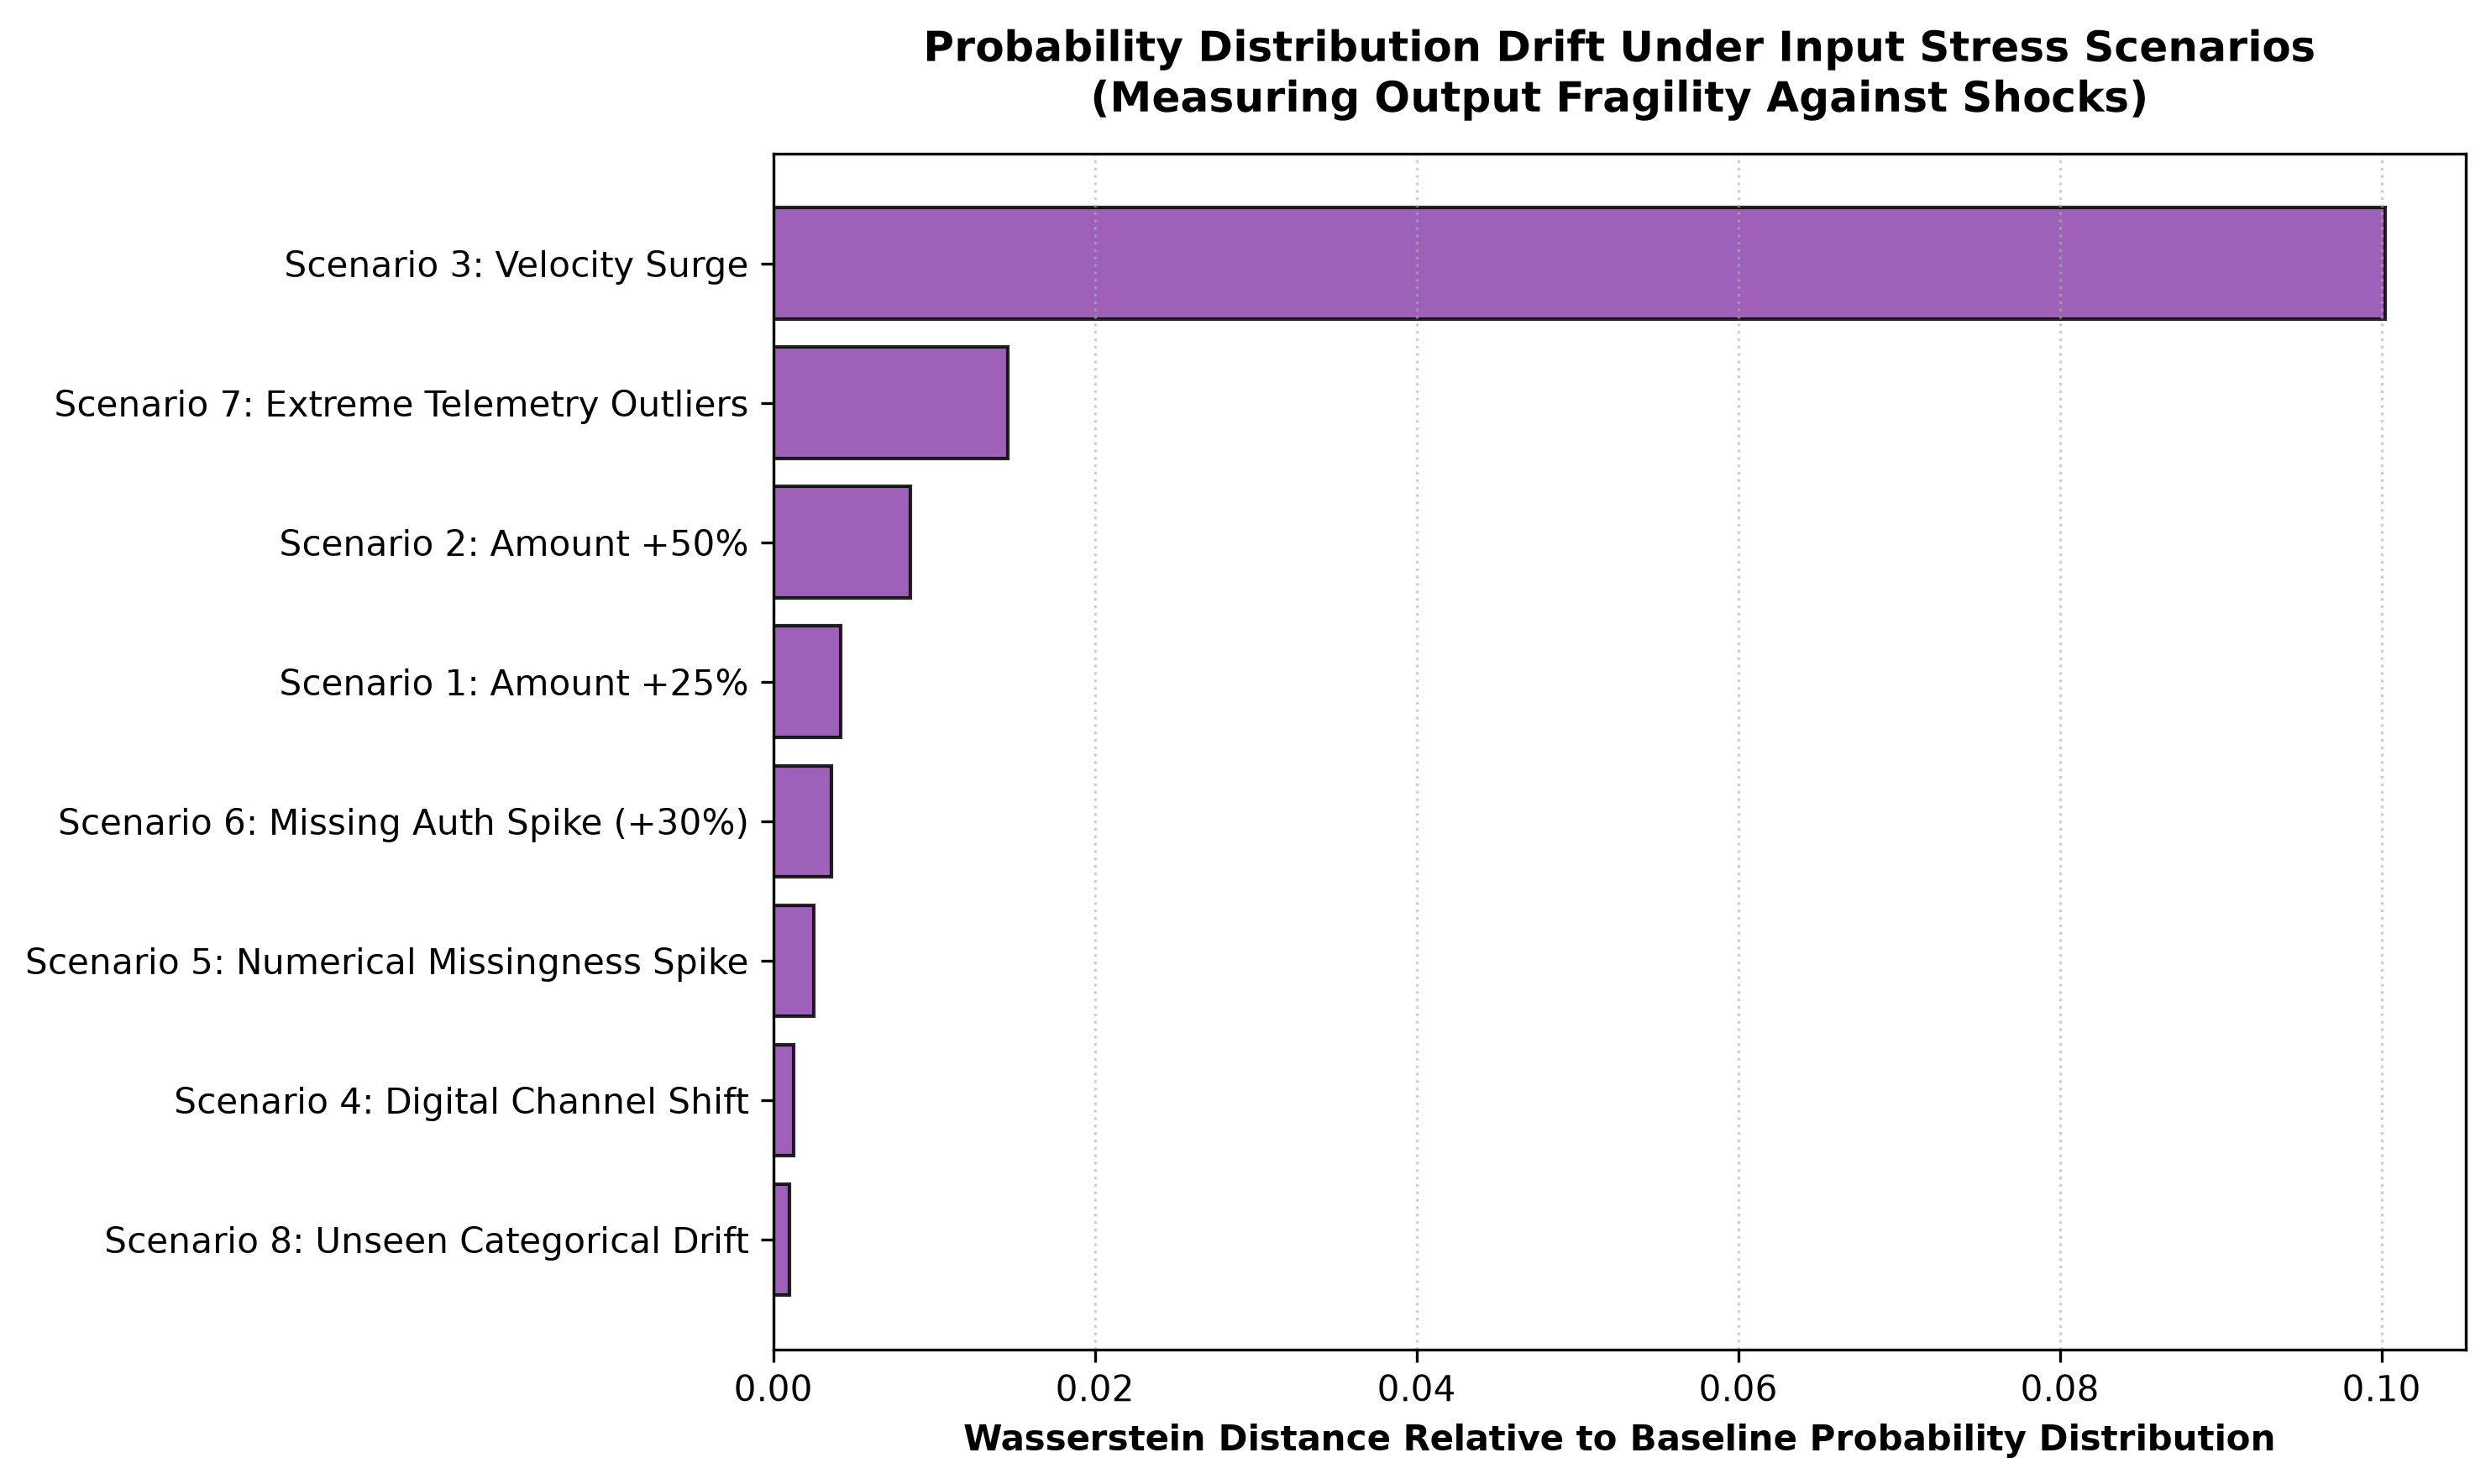 Probability Distribution Drift Under Input Stress Scenarios
(Measuring Output Fragility Against Shocks)
Scenario 3: Velocity Surge
Scenario 7: Extreme Telemetry Outliers
Scenario 2: Amount +50%
Scenario 1: Amount +25%
Scenario 6: Missing Auth Spike (+30%)
Scenario 5: Numerical Missingness Spike
Scenario 4: Digital Channel Shift
Scenario 8: Unseen Categorical Drift
0.00 0.02 0.04 0.06 0.08 0.10
Wasserstein Distance Relative to Baseline Probability Distribution